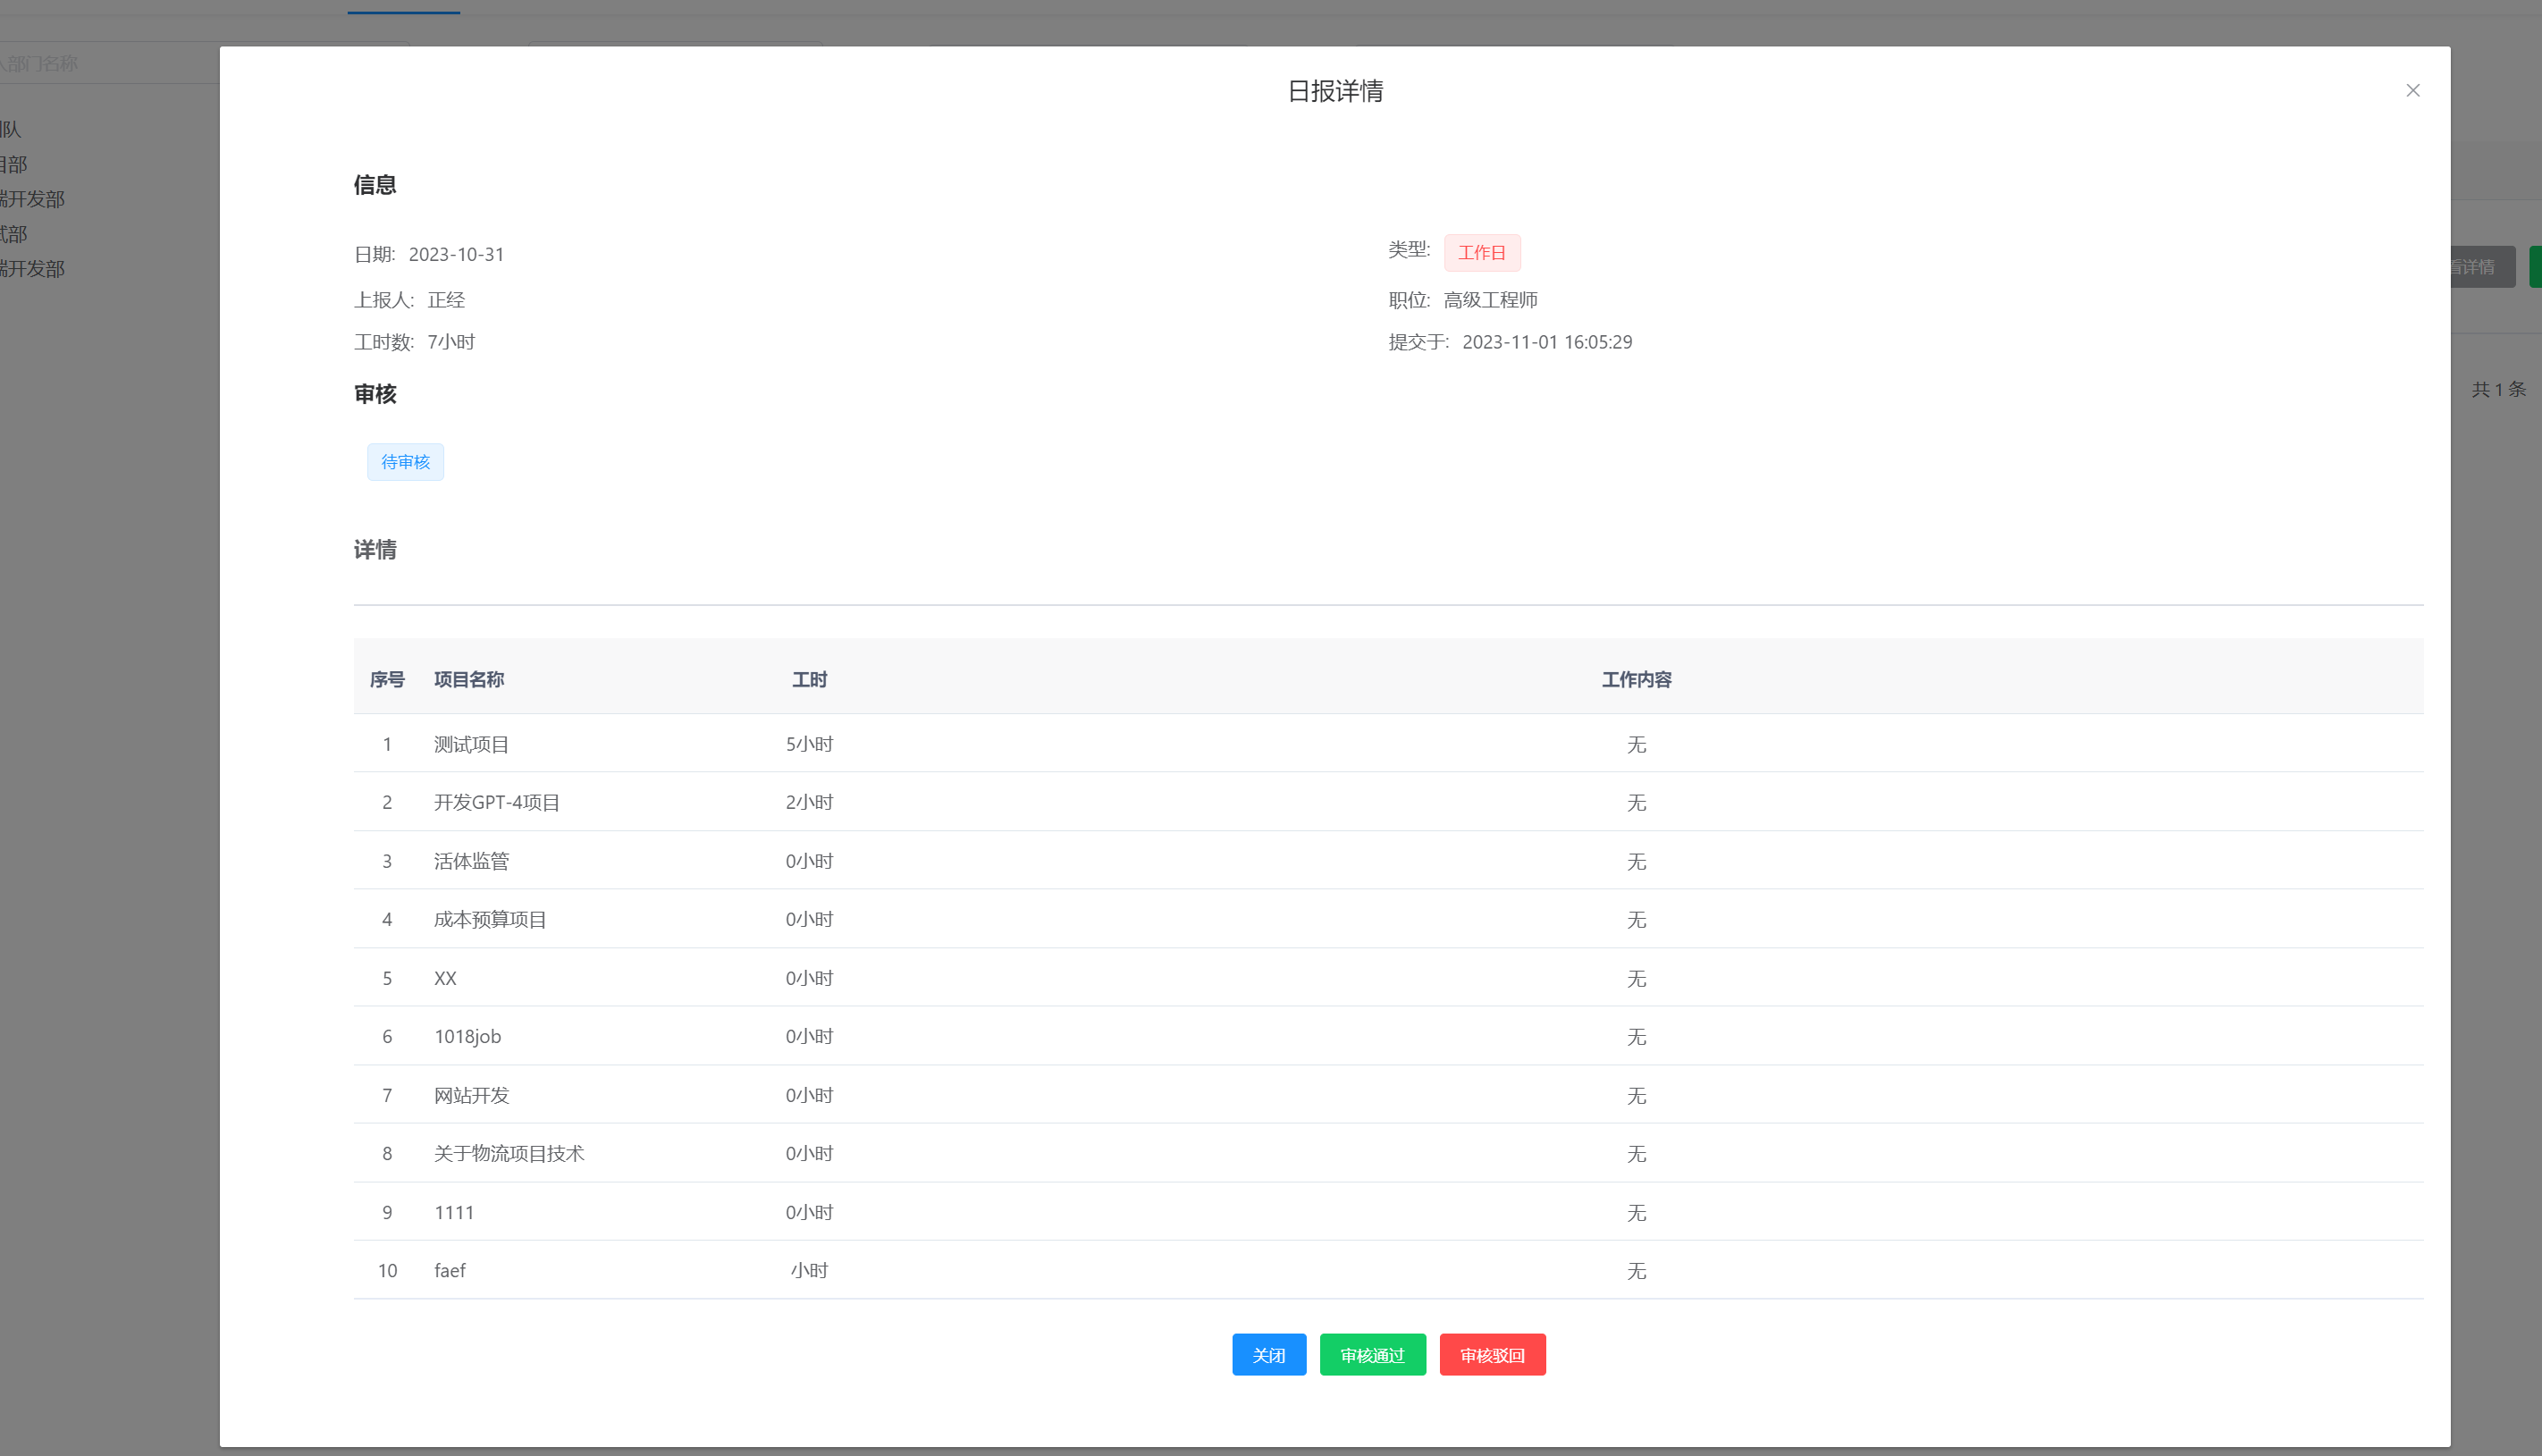 日报详情
信息
日期: 2023-10-31
类型: 工作日
上报人: 正经
职位: 高级工程师
工时数: 7小时
提交于: 2023-11-01 16:05:29
审核
待审核
详情
序号 项目名称 工时 工作内容
1 测试项目 5小时 无
2 开发GPT-4项目 2小时 无
3 活体监管 0小时 无
4 成本预算项目 0小时 无
5 XX 0小时 无
6 1018job 0小时 无
7 网站开发 0小时 无
8 关于物流项目技术 0小时 无
9 1111 0小时 无
10 faef 小时 无
关闭 审核通过 审核驳回
部门名称
队
部
开发部
部
开发部
详情
共 1 条